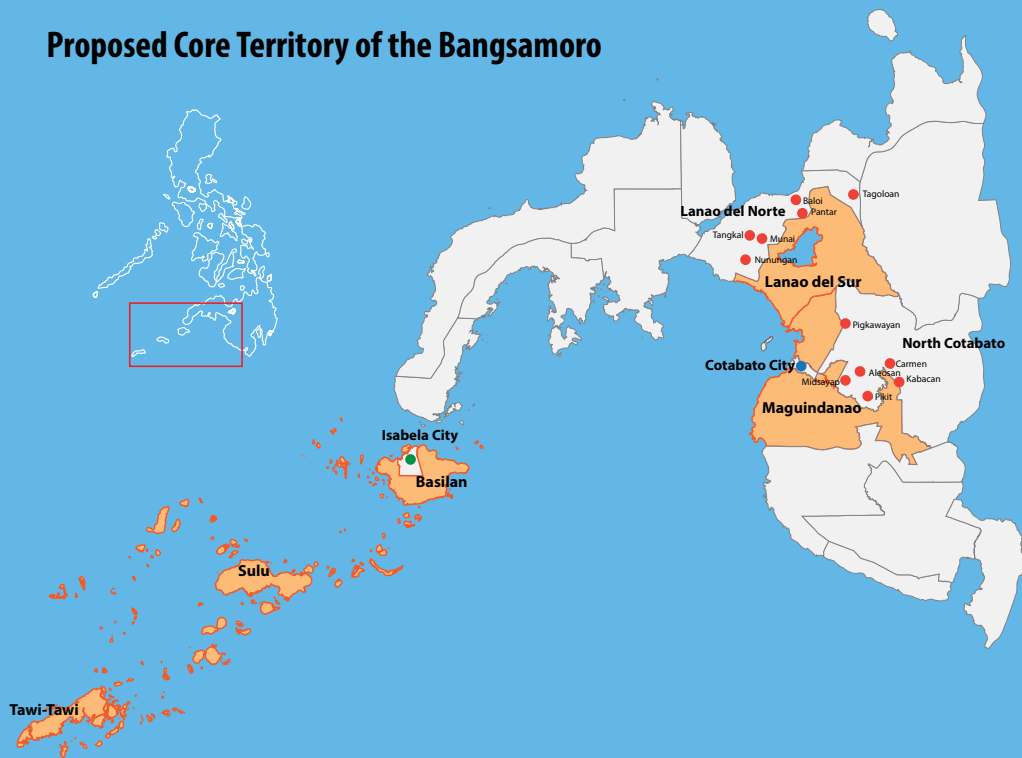 Proposed Core Territory of the Bangsamoro
Tagoloan
Baloi
Lanao del Norte
Pantar
Tangkal
Munai
Nunungan
Lanao del Sur
Pigkawayan
North Cotabato
Cotabato City
Carmen
Aleosan
Midsayap
Kabacan
Pikit
Maguindanao
Isabela City
Basilan
Sulu
Tawi-Tawi